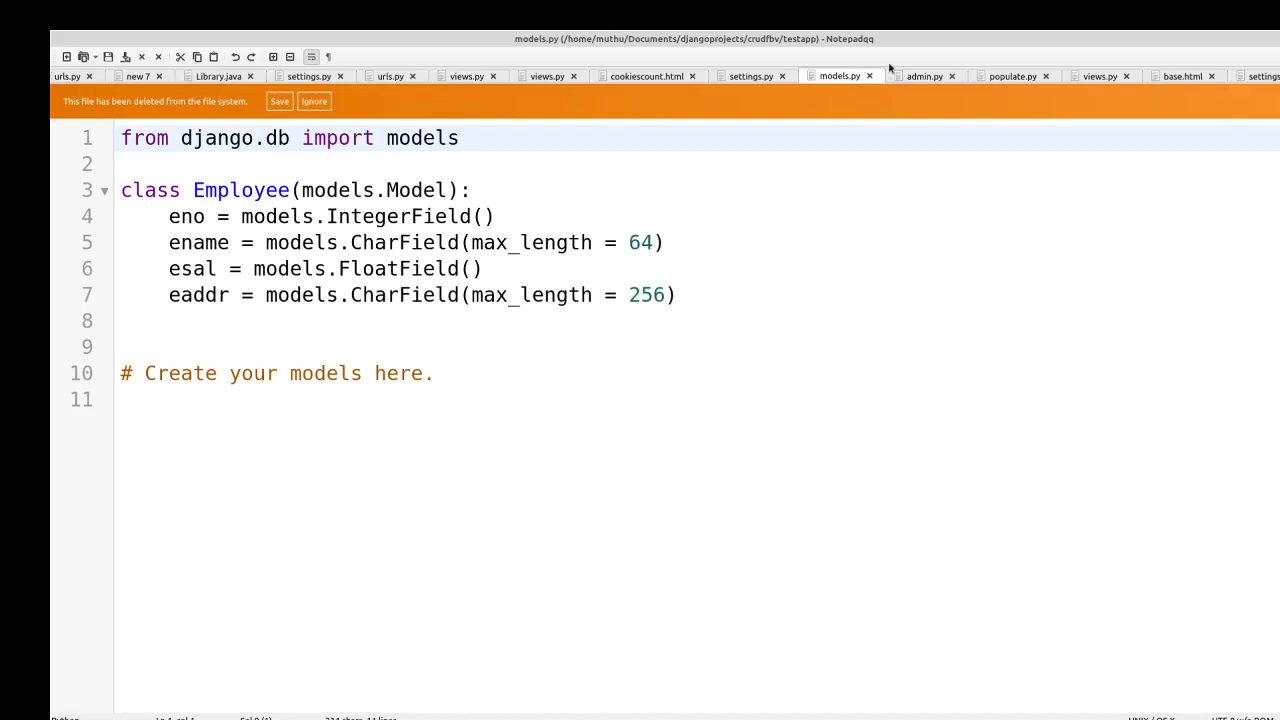 models.py (/home/muthu/Documents/djangoprojects/crudfbv/testapp) - Notepadqq
urls.py new 7 Library.java settings.py urls.py views.py views.py cookiescount.html settings.py models.py admin.py populate.py views.py base.html settings
This file has been deleted from the file system. Save Ignore
1 from django.db import models
2
3 class Employee(models.Model):
4 eno = models.IntegerField()
5 ename = models.CharField(max_length = 64)
6 esal = models.FloatField()
7 eaddr = models.CharField(max_length = 256)
8
9
10 # Create your models here.
11